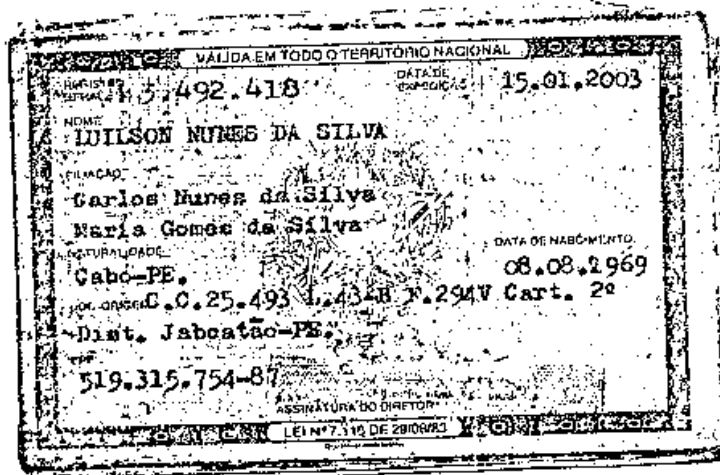 VÁLIDA EM TODO O TERRITÓRIO NACIONAL
REGISTRO GERAL 5.492.418 DATA DE EXPEDIÇÃO 15.01.2003
NOME
LUILSON NUNES DA SILVA
FILIAÇÃO
Carlos Nunes da Silva
Maria Gomes da Silva
NATURALIDADE DATA DE NASCIMENTO
Cabo-PE. 08.08.1969
DOC. ORIGEM C.C.25.493 L.43-B F.294V Cart. 2º
Dist. Jaboatão-PE.
CPF
519.315.754-87
ASSINATURA DO DIRETOR
LEI Nº 7.116 DE 29/08/83